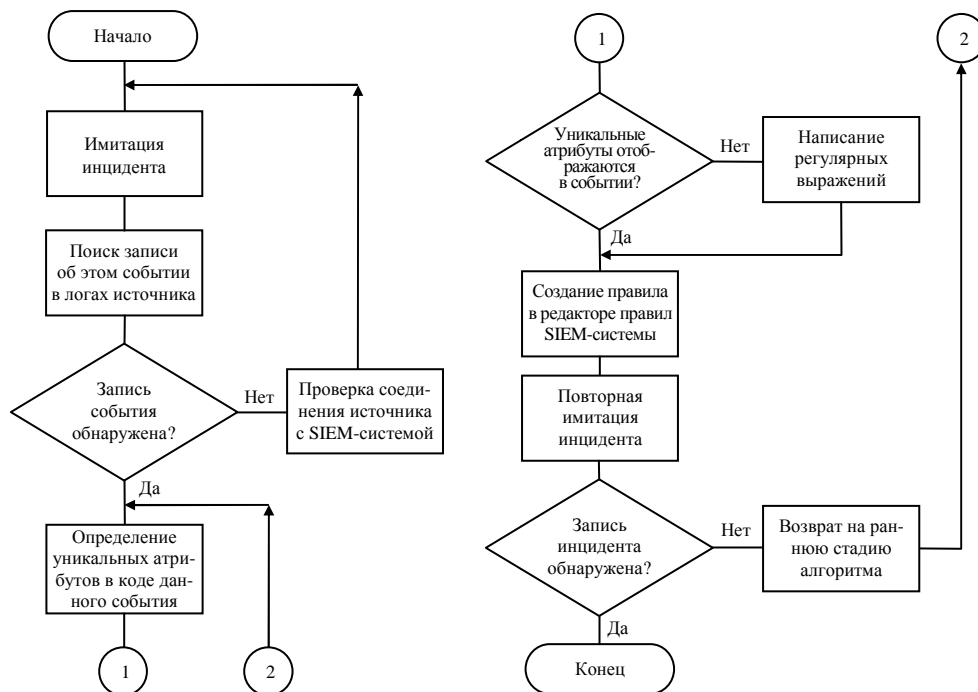 Начало
Имитация
инцидента
Поиск записи
об этом событии
в логах источника
Запись
события
обнаружена?
Нет
Проверка соеди-
нения источника
с SIEM-системой
Да
Определение
уникальных атри-
бутов в коде дан-
ного события
1
2
1
2
Уникальные
атрибуты отоб-
ражаются
в событии?
Нет
Написание
регулярных
выражений
Да
Создание правила
в редакторе правил
SIEM-системы
Повторная
имитация
инцидента
Запись
инцидента
обнаружена?
Нет
Возврат на ран-
нюю стадию
алгоритма
Да
Конец